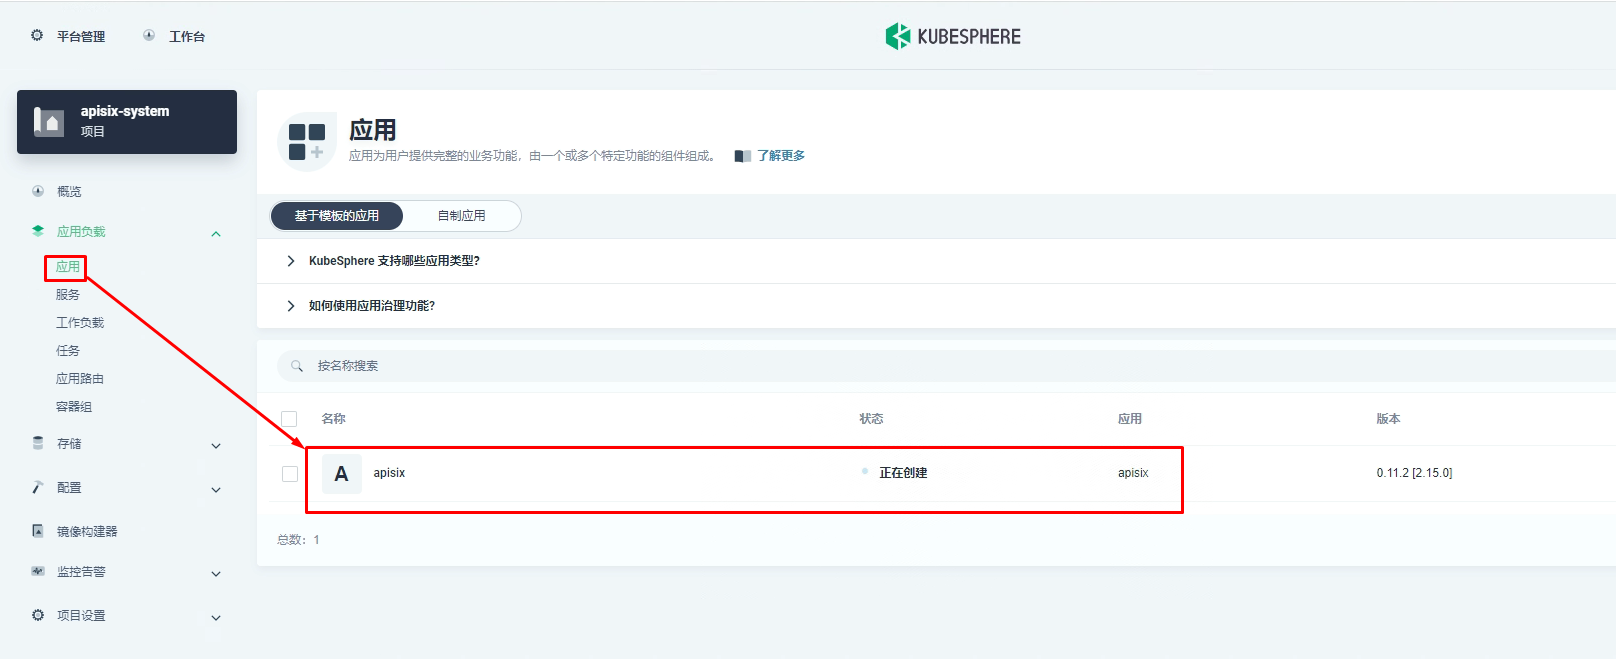 平台管理
工作台
KUBESPHERE
apisix-system
项目
概览
应用负载
应用
服务
工作负载
任务
应用路由
容器组
存储
配置
镜像构建器
监控告警
项目设置
应用
应用为用户提供完整的业务功能，由一个或多个特定功能的组件组成。
了解更多
基于模板的应用
自制应用
KubeSphere 支持哪些应用类型?
如何使用应用治理功能?
按名称搜索
名称
状态
应用
版本
A
apisix
正在创建
apisix
0.11.2 [2.15.0]
总数：1